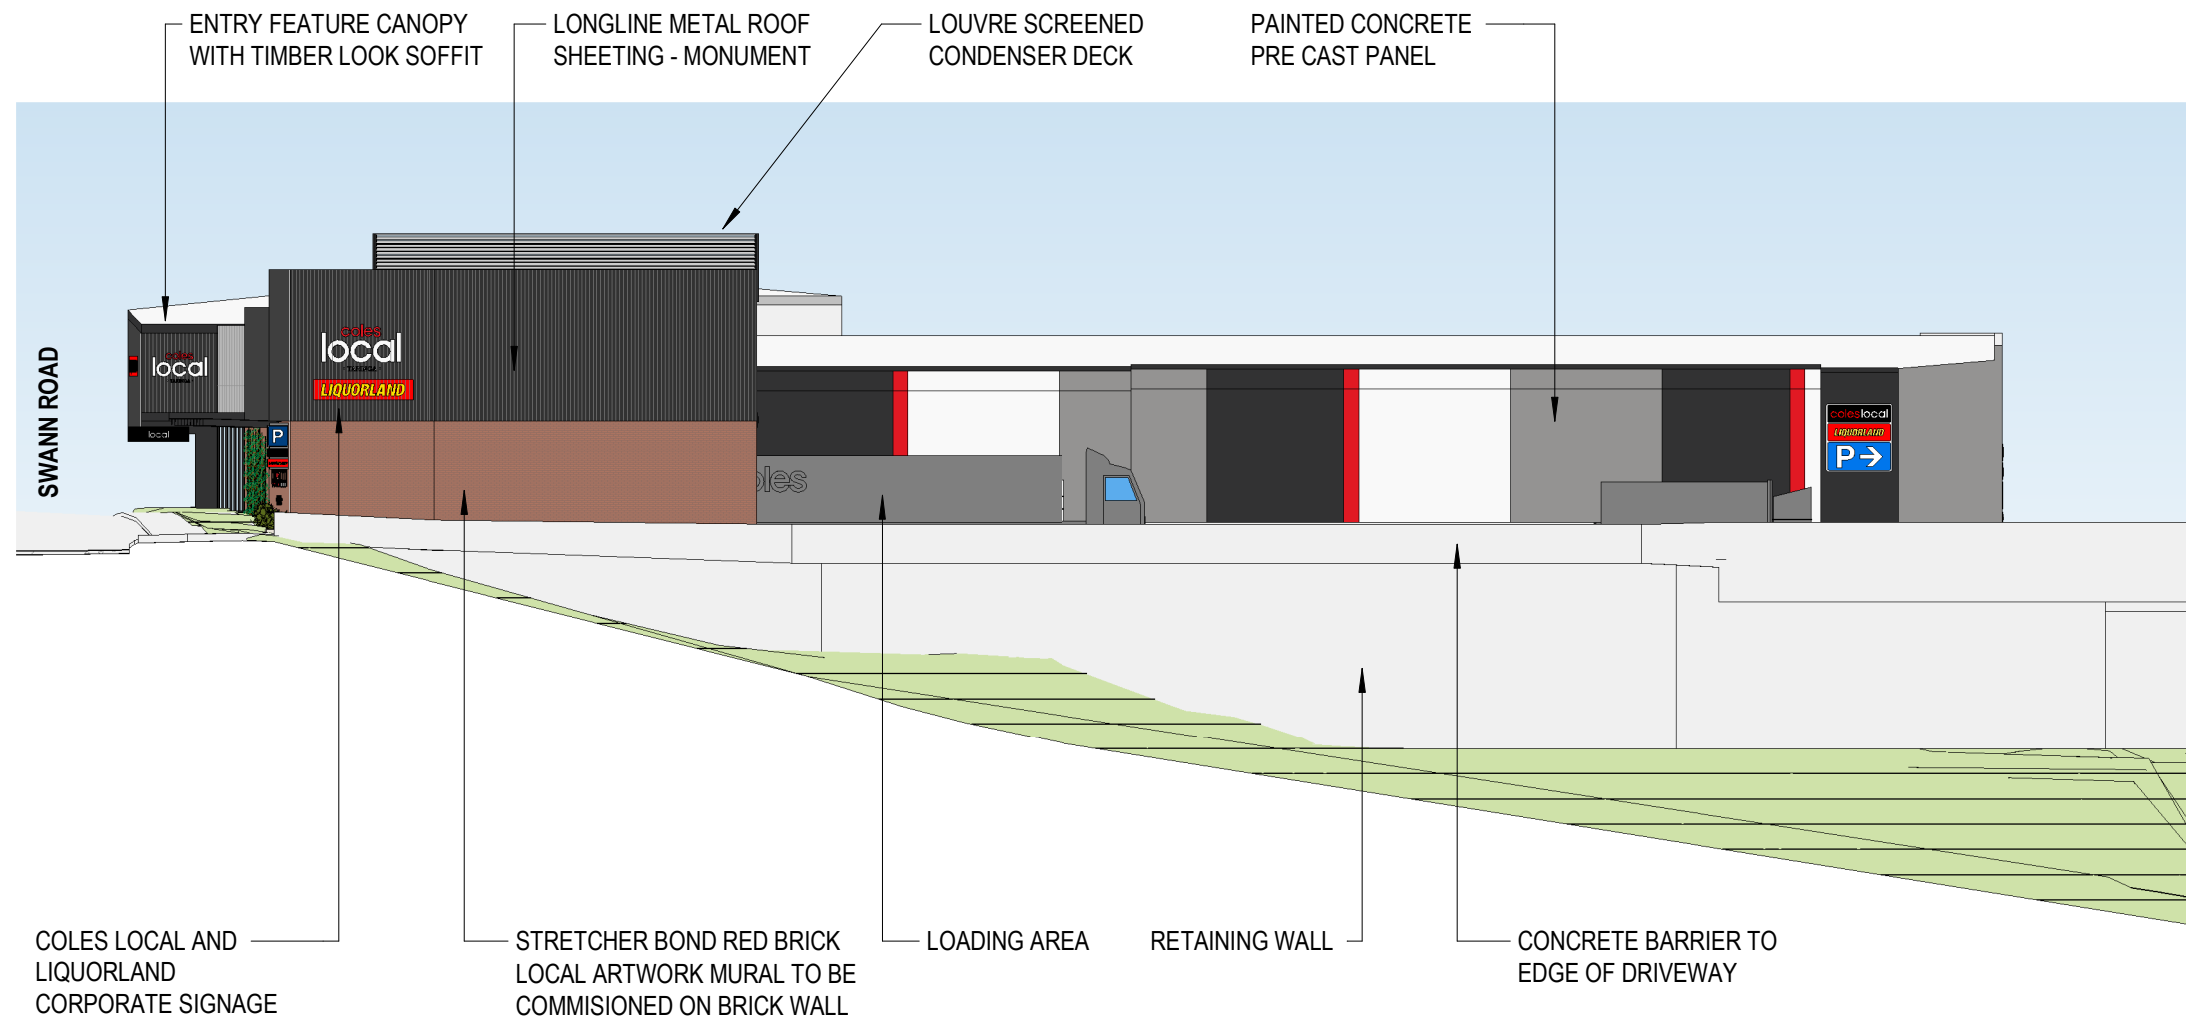 ENTRY FEATURE CANOPY
WITH TIMBER LOOK SOFFIT
LONGLINE METAL ROOF
SHEETING - MONUMENT
LOUVRE SCREENED
CONDENSER DECK
PAINTED CONCRETE
PRE CAST PANEL
SWANN ROAD
coles
local
local
coles
local
LIQUORLAND
P
oles
coleslocal
LIQUORLAND
P→
COLES LOCAL AND
LIQUORLAND
CORPORATE SIGNAGE
STRETCHER BOND RED BRICK
LOCAL ARTWORK MURAL TO BE
COMMISIONED ON BRICK WALL
LOADING AREA
RETAINING WALL
CONCRETE BARRIER TO
EDGE OF DRIVEWAY